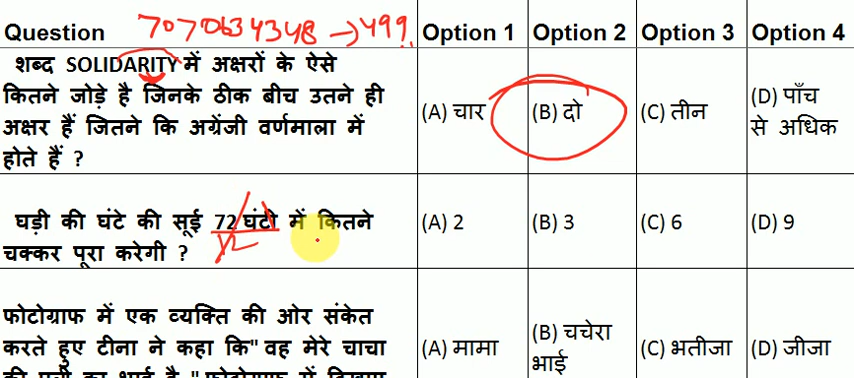 Question 7070634348 → 499/. Option 1 Option 2 Option 3 Option 4
शब्द SOLIDARITY में अक्षरों के ऐसे
कितने जोड़े है जिनके ठीक बीच उतने ही
अक्षर हैं जितने कि अग्रेंजी वर्णमाला में
होते हैं ?
(A) चार
(B) दो
(C) तीन
(D) पाँच
से अधिक
घड़ी की घंटे की सूई 72 घंटो में कितने
चक्कर पूरा करेगी ?
12
(A) 2
(B) 3
(C) 6
(D) 9
फोटोग्राफ में एक व्यक्ति की ओर संकेत
करते हुए टीना ने कहा कि" वह मेरे चाचा
(A) मामा
(B) चचेरा
भाई
(C) भतीजा
(D) जीजा